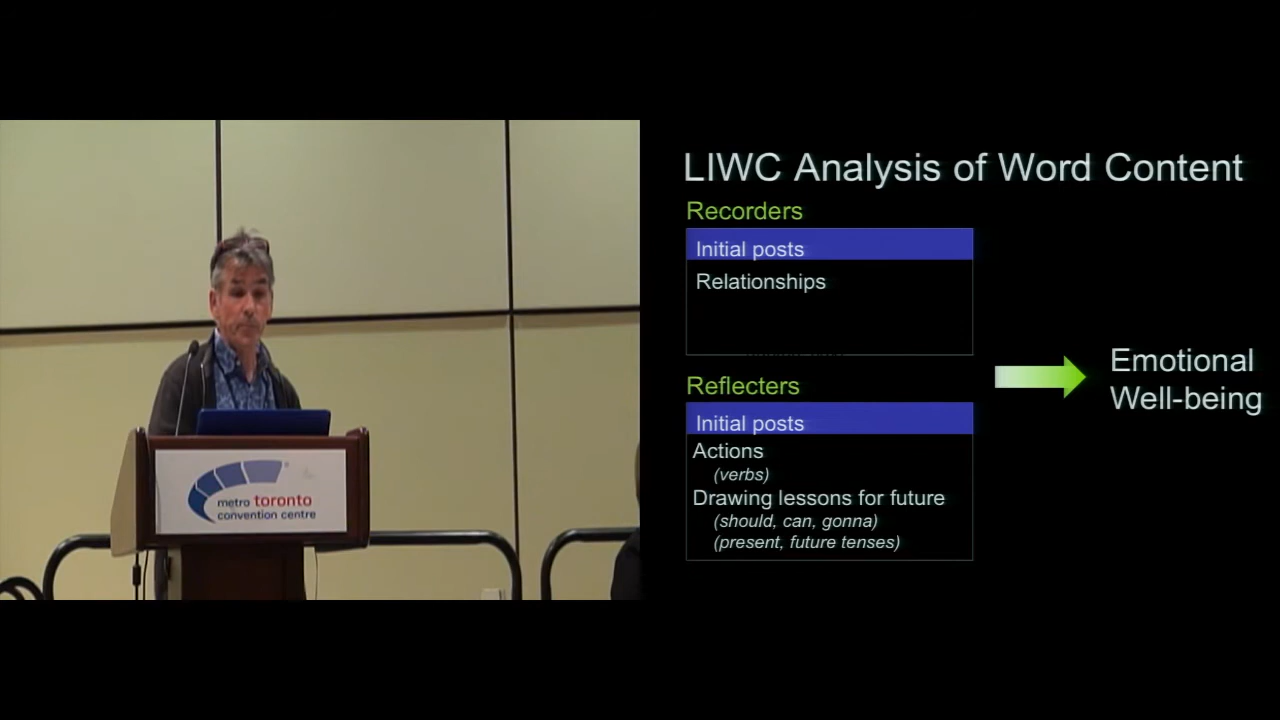 LIWC Analysis of Word Content
Recorders
Initial posts
Relationships
Reflecters
Initial posts
Actions
(verbs)
Drawing lessons for future
(should, can, gonna)
(present, future tenses)
Emotional
Well-being
metro toronto
convention centre